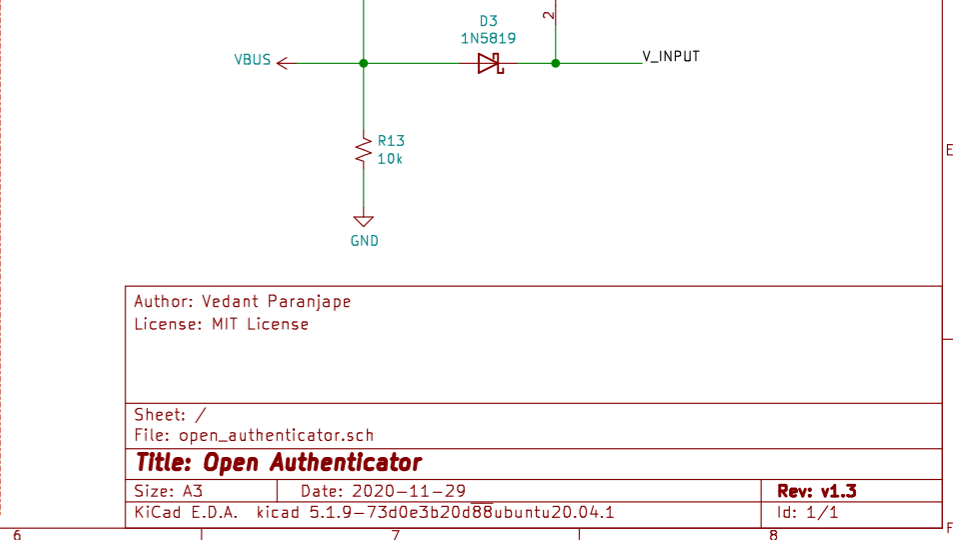 2
D3
1N5819
VBUS
V_INPUT
R13
10k
E
GND
Author: Vedant Paranjape
License: MIT License
Sheet: /
File: open_authenticator.sch
Title: Open Authenticator
Size: A3 Date: 2020-11-29 Rev: v1.3
KiCad E.D.A. kicad 5.1.9-73d0e3b20d88ubuntu20.04.1 Id: 1/1
6 7 8 F